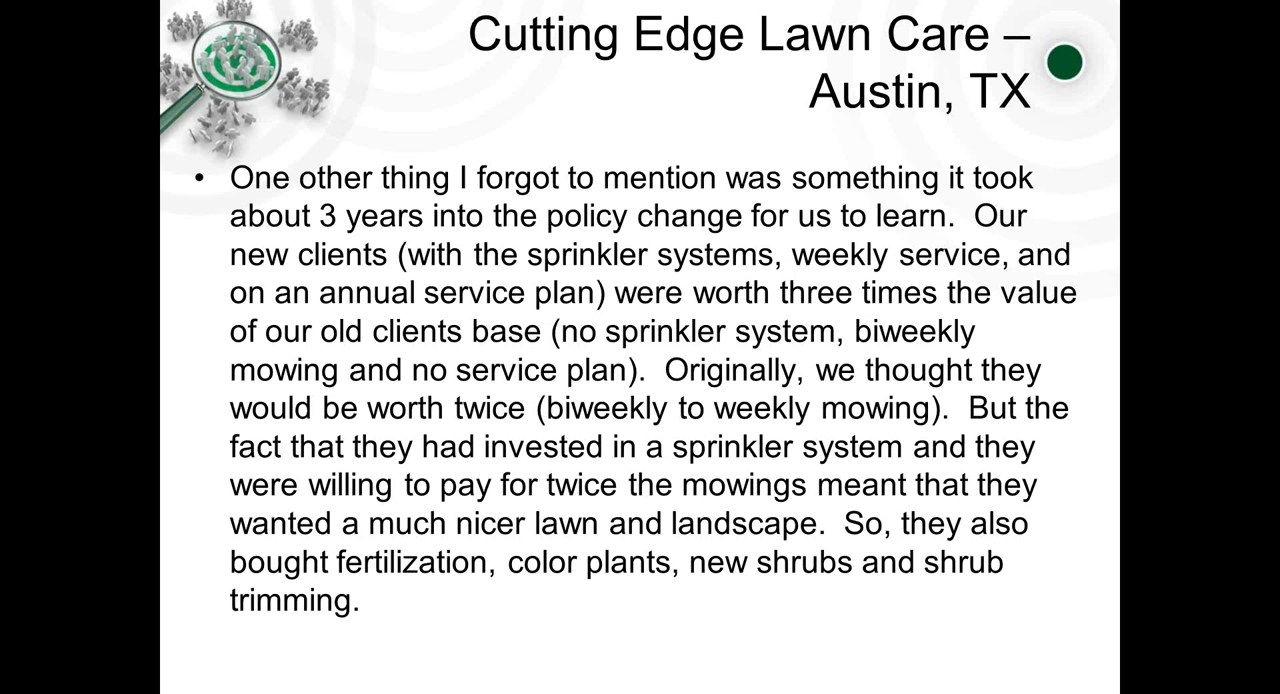 Cutting Edge Lawn Care –
Austin, TX
• One other thing I forgot to mention was something it took
about 3 years into the policy change for us to learn.  Our
new clients (with the sprinkler systems, weekly service, and
on an annual service plan) were worth three times the value
of our old clients base (no sprinkler system, biweekly
mowing and no service plan).  Originally, we thought they
would be worth twice (biweekly to weekly mowing).  But the
fact that they had invested in a sprinkler system and they
were willing to pay for twice the mowings meant that they
wanted a much nicer lawn and landscape.  So, they also
bought fertilization, color plants, new shrubs and shrub
trimming.